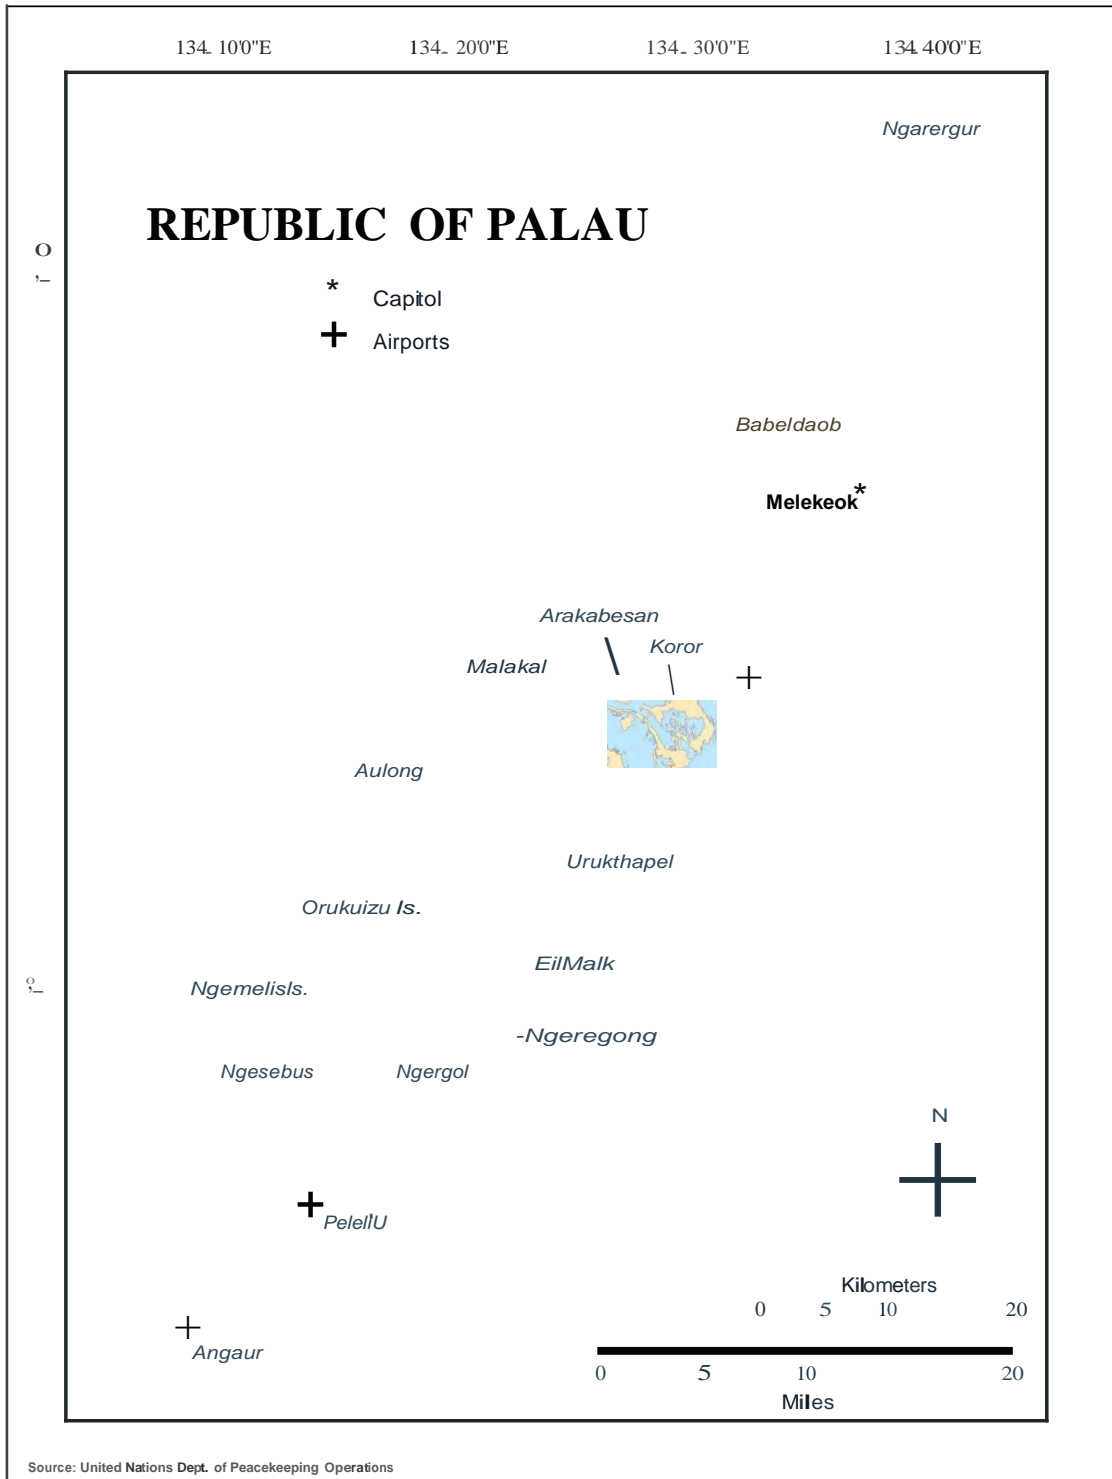 134- 10'0"E 134- 20'0"E 134- 30'0"E 134 40'0"E
Ngarergur
REPUBLIC OF PALAU
* Capitol
+ Airports
Babeldaob
Melekeok*
Arakabesan
Koror
Malakal
Aulong
Urukthapel
Orukuizu Is.
EilMalk
Ngemelisls.
-Ngeregong
Ngesebus Ngergol
N
Angaur
Kilometers
0 5 10 20
0 5 10 20
Miles
Source: United Nations Dept. of Peacekeeping Operations